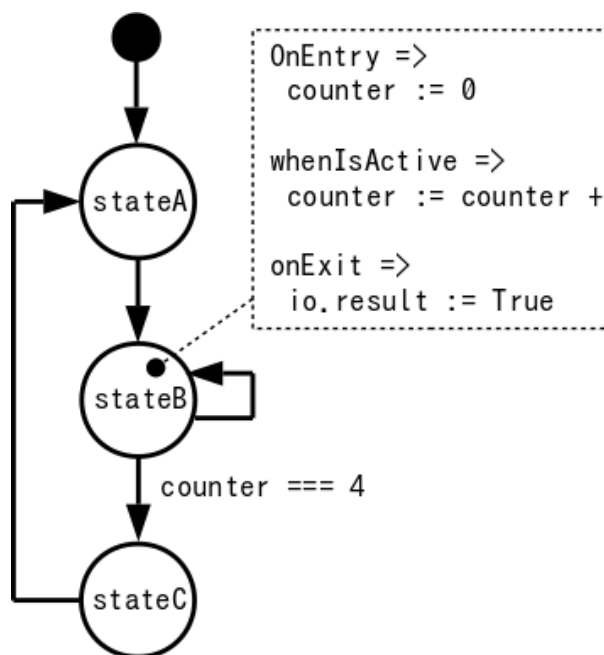 OnEntry =>
counter := 0
whenIsActive =>
counter := counter +
onExit =>
io.result := True
stateA
stateB
counter === 4
stateC